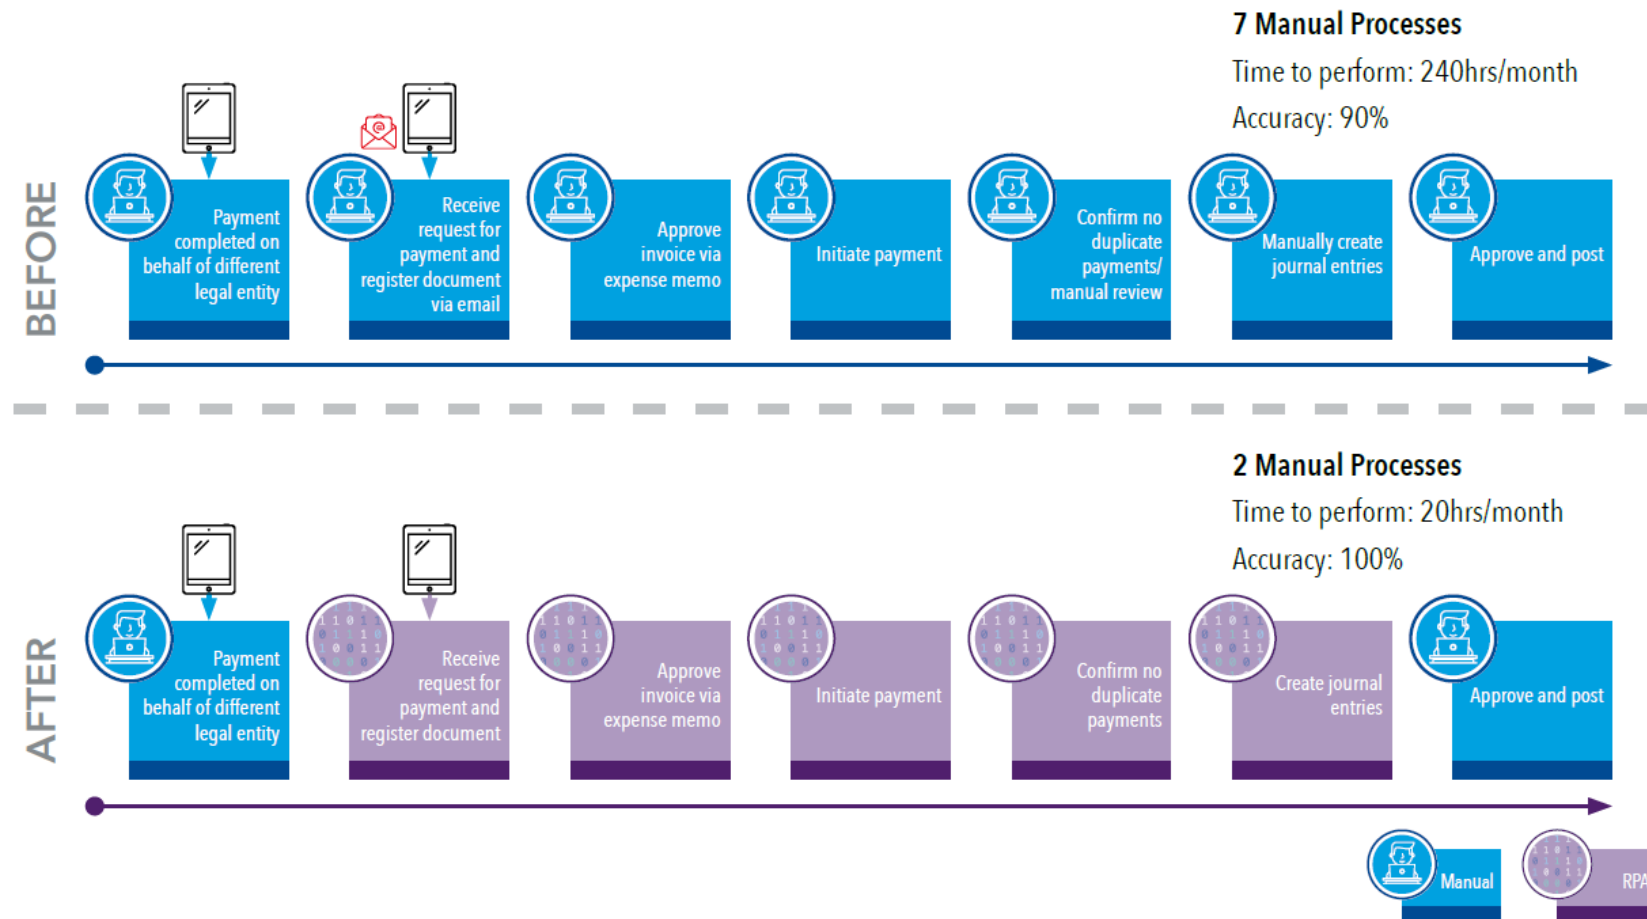 7 Manual Processes
Time to perform: 240hrs/month
Accuracy: 90%
BEFORE
Payment
completed on
behalf of different
legal entity
Receive
request for
payment and
register document
via email
Approve
invoice via
expense memo
Initiate payment
Confirm no
duplicate
payments/
manual review
Manually create
journal entries
Approve and post
2 Manual Processes
Time to perform: 20hrs/month
Accuracy: 100%
AFTER
Payment
completed on
behalf of different
legal entity
Receive
request for
payment and
register document
Approve
invoice via
expense memo
Initiate payment
Confirm no
duplicate
payments
Create journal
entries
Approve and post
Manual
RPA